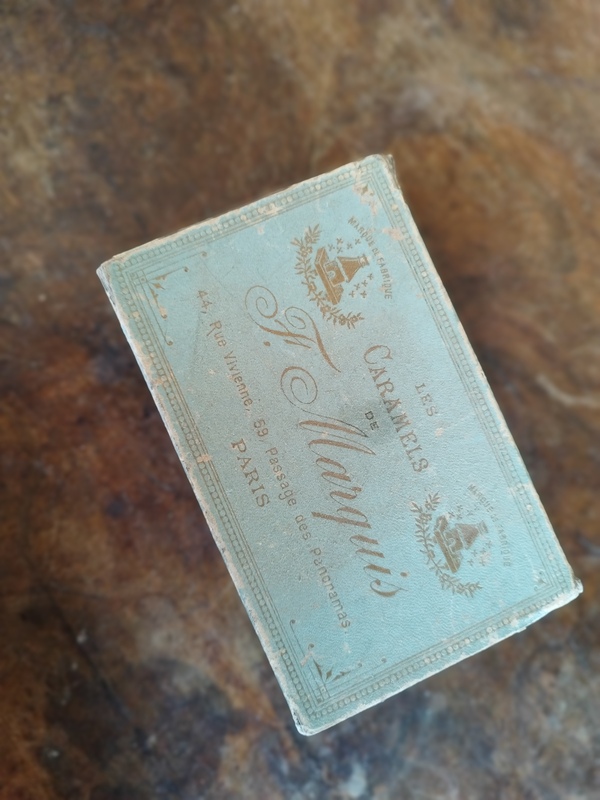 MARQUE DE FABRIQUE
MARQUE DE FABRIQUE
LES
CARAMELS
DE
F. Marquis
44, Rue Vivienne, 59, Passage des Panoramas
PARIS